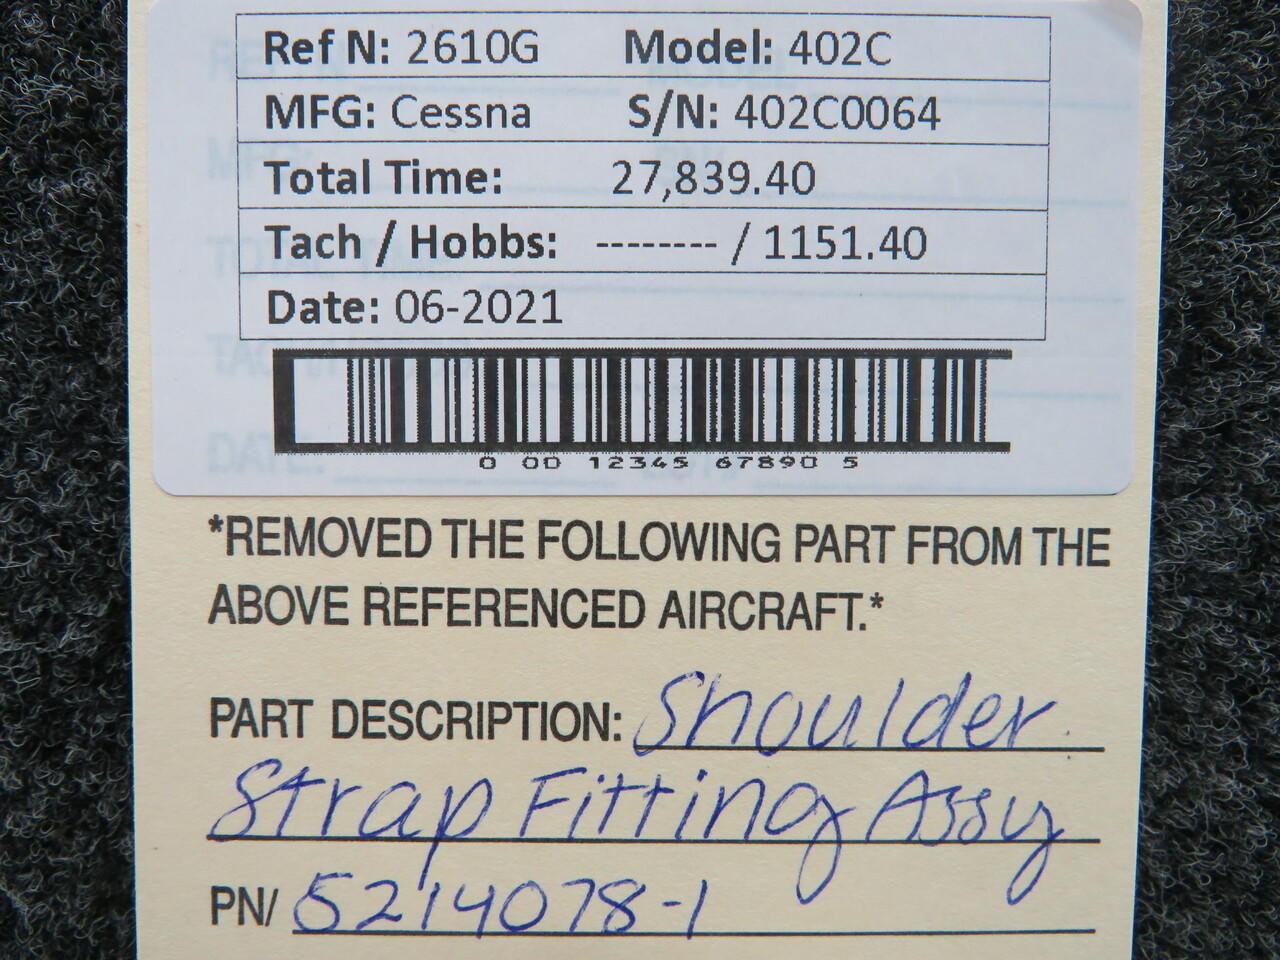 Ref N: 2610G Model: 402C
MFG: Cessna S/N: 402C0064
Total Time: 27,839.40
Tach / Hobbs: -------- / 1151.40
Date: 06-2021
0 00 12345 67890 5
*REMOVED THE FOLLOWING PART FROM THE
ABOVE REFERENCED AIRCRAFT.*
PART DESCRIPTION: Shoulder
Strap Fitting Assy
PN/ 5214078-1